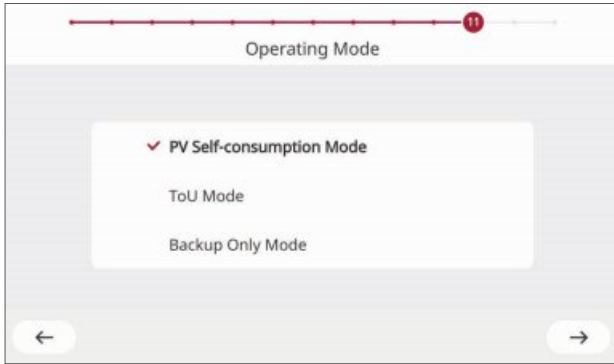 11
Operating Mode
PV Self-consumption Mode
ToU Mode
Backup Only Mode